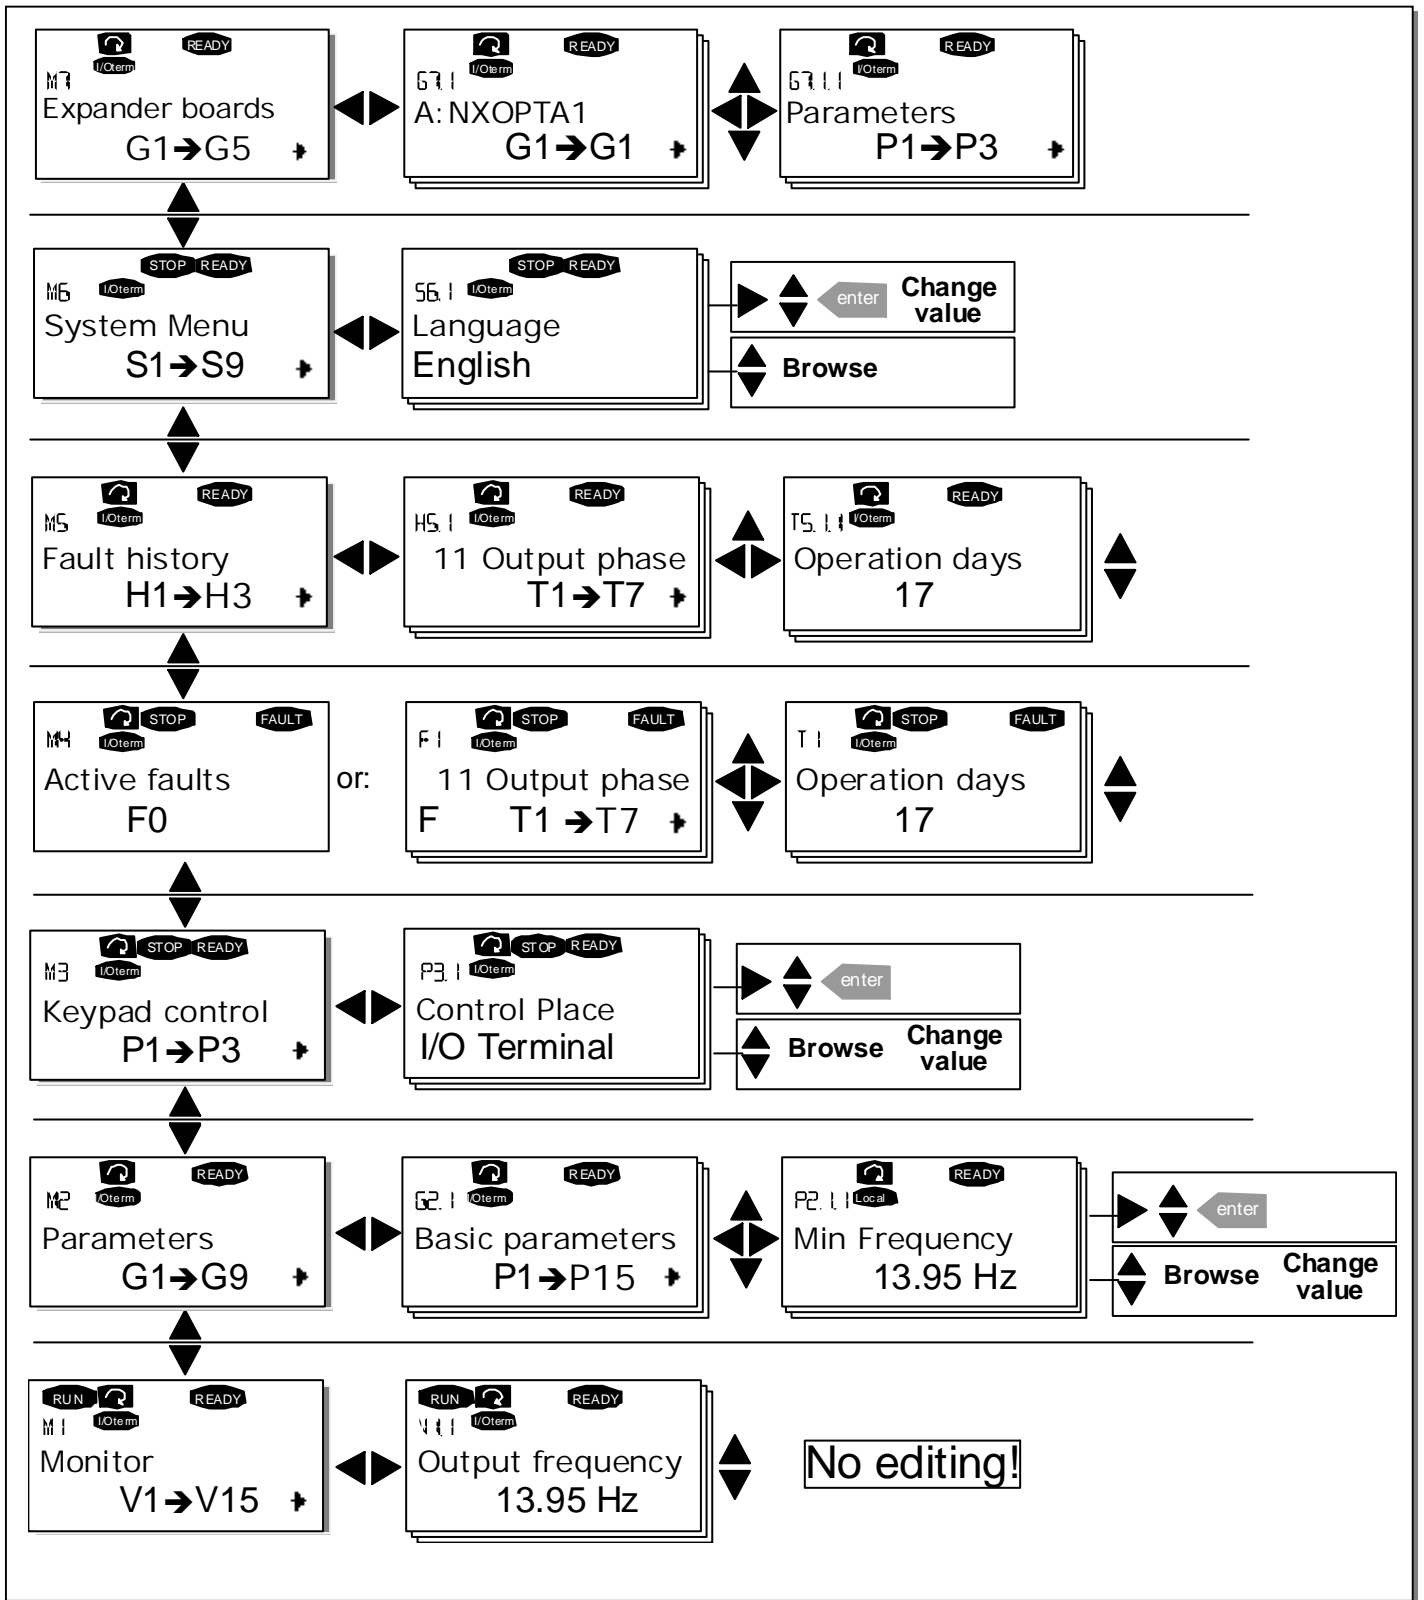 READY
I/Oterm
M7
Expander boards
G1➔G5
READY
I/Oterm
G7.1
A:NXOPTA1
G1➔G1
READY
I/Oterm
G7.1.1
Parameters
P1➔P3
STOP READY
I/Oterm
M6
System Menu
S1➔S9
STOP READY
I/Oterm
S6.1
Language
English
enter
Change
value
Browse
READY
I/Oterm
M5
Fault history
H1➔H3
READY
I/Oterm
H5.1
11 Output phase
T1➔T7
READY
I/Oterm
T5.1.1
Operation days
17
STOP FAULT
I/Oterm
M4
Active faults
F0
or:
STOP FAULT
I/Oterm
F1
11 Output phase
F T1 ➔T7
STOP FAULT
I/Oterm
T1
Operation days
17
STOP READY
I/Oterm
M3
Keypad control
P1➔P3
STOP READY
I/Oterm
P3.1
Control Place
I/O Terminal
enter
Browse
Change
value
READY
I/Oterm
M2
Parameters
G1➔G9
READY
I/Oterm
G2.1
Basic parameters
P1➔P15
READY
Local
P2.1.1
Min Frequency
13.95 Hz
enter
Browse
Change
value
RUN READY
I/Oterm
M1
Monitor
V1➔V15
RUN READY
I/Oterm
V1.1
Output frequency
13.95 Hz
No editing!